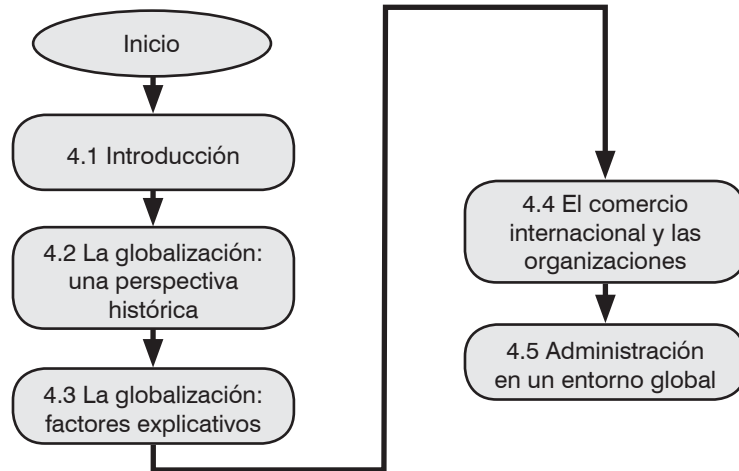 Inicio
4.1 Introducción
4.2 La globalización:
una perspectiva
histórica
4.3 La globalización:
factores explicativos
4.4 El comercio
internacional y las
organizaciones
4.5 Administración
en un entorno global